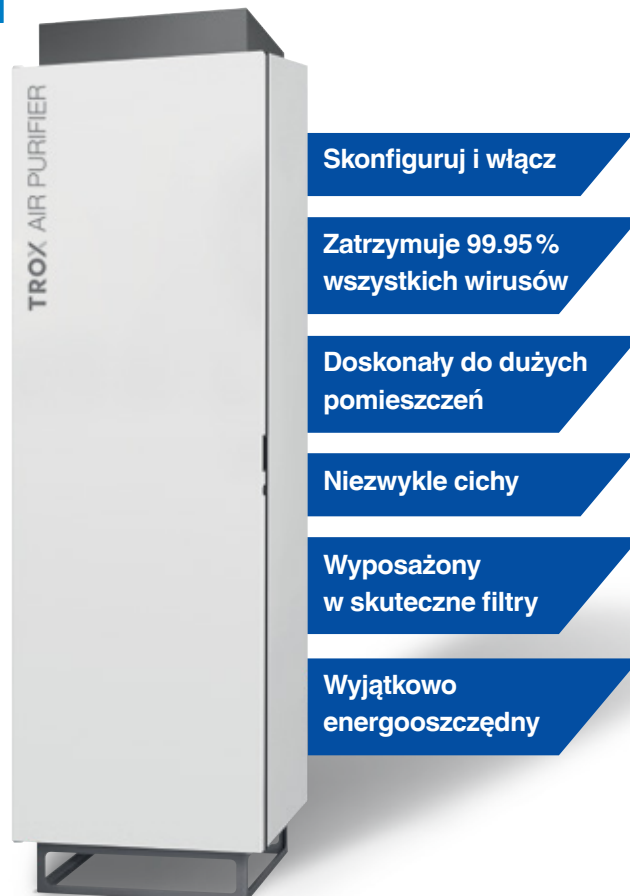 TROX AIR PURIFIER
Skonfiguruj i włącz
Zatrzymuje 99.95 %
wszystkich wirusów
Doskonały do dużych
pomieszczeń
Niezwykle cichy
Wyposażony
w skuteczne filtry
Wyjątkowo
energooszczędny